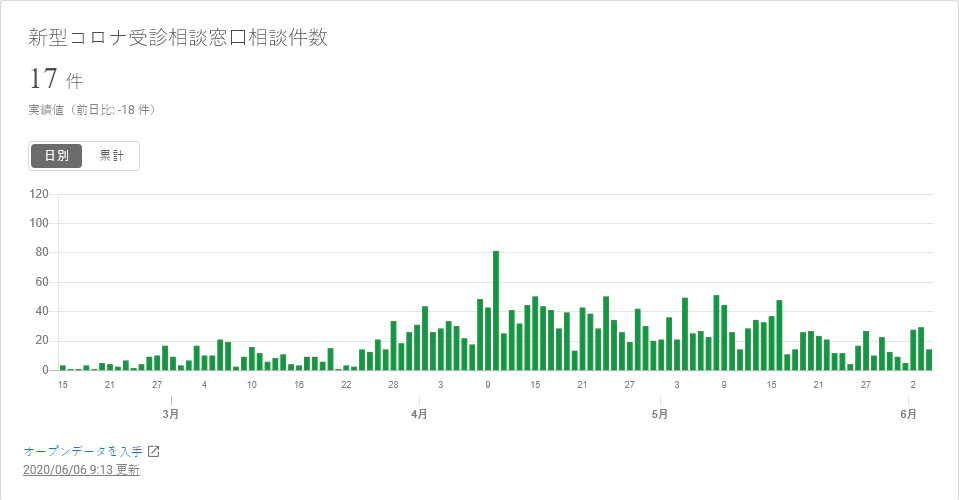 新型コロナ受診相談窓口相談件数
17 件
実績値（前日比: -18 件）
日別 累計
120
100
80
60
40
20
0
15 21 27 4 10 16 22 28 3 9 15 21 27 3 9 15 21 27 2
3月 4月 5月 6月
オープンデータを入手
2020/06/06 9:13 更新